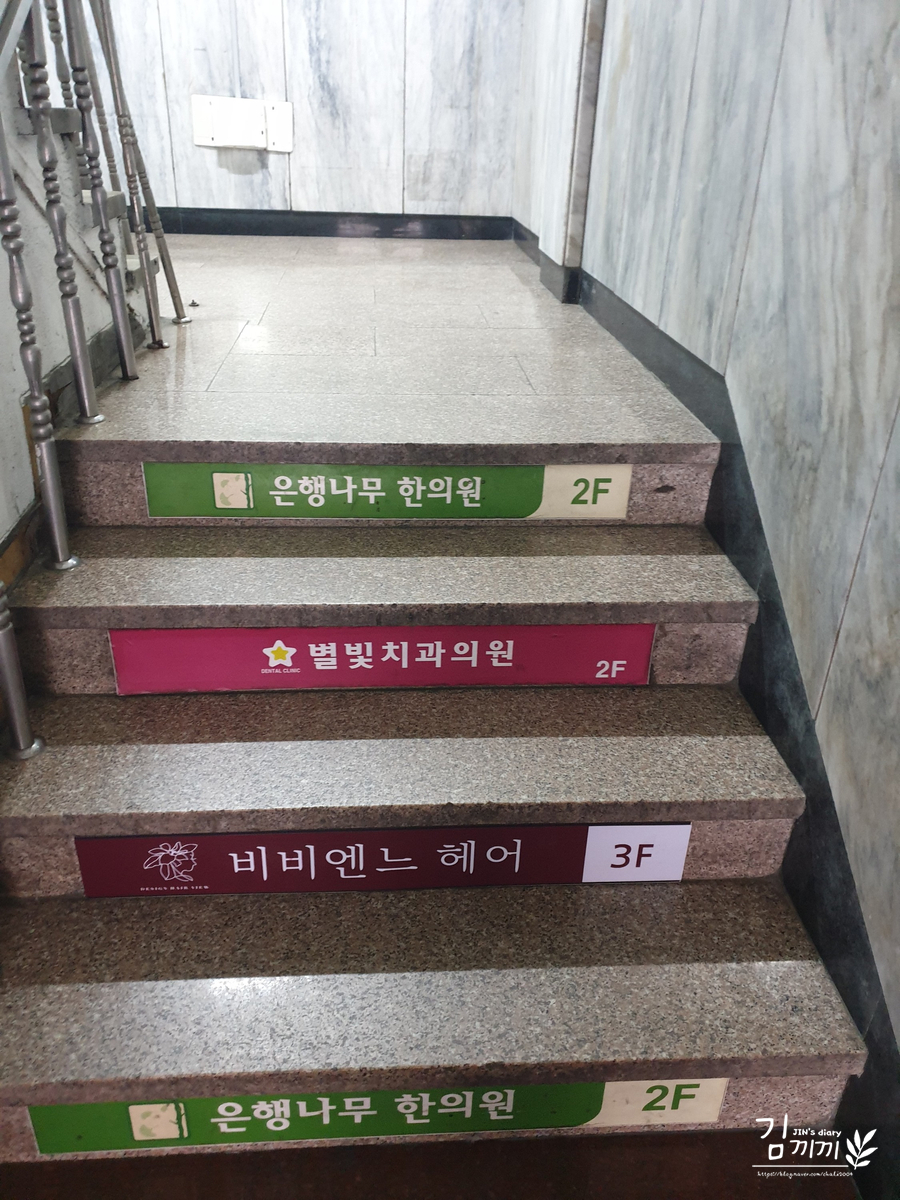 은행나무 한의원 2F
별빛치과의원
DENTAL CLINIC
2F
비비엔느 헤어 3F
DESIGN HAIR VIEN
은행나무 한의원 2F
김끼끼
JIN's diary